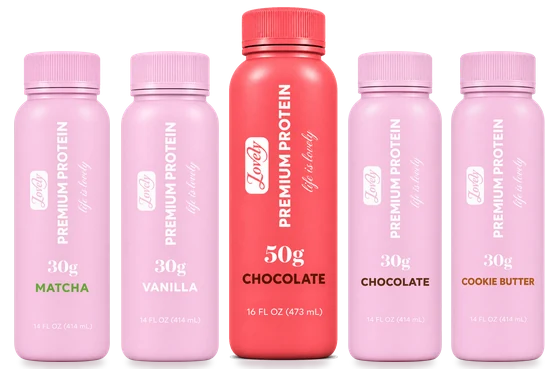 Lovely
PREMIUM PROTEIN
life is lovely
30g
MATCHA
14 FL OZ (414 mL)
Lovely
PREMIUM PROTEIN
life is lovely
30g
VANILLA
14 FL OZ (414 mL)
Lovely
PREMIUM PROTEIN
life is lovely
50g
CHOCOLATE
16 FL OZ (473 mL)
Lovely
PREMIUM PROTEIN
life is lovely
30g
CHOCOLATE
14 FL OZ (414 mL)
Lovely
PREMIUM PROTEIN
life is lovely
30g
COOKIE BUTTER
14 FL OZ (414 mL)